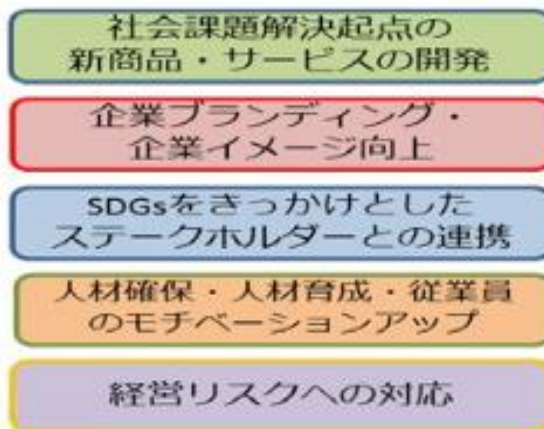 社会課題解決起点の
新商品・サービスの開発
企業ブランディング・
企業イメージ向上
SDGsをきっかけとした
ステークホルダーとの連携
人材確保・人材育成・従業員
のモチベーションアップ
経営リスクへの対応